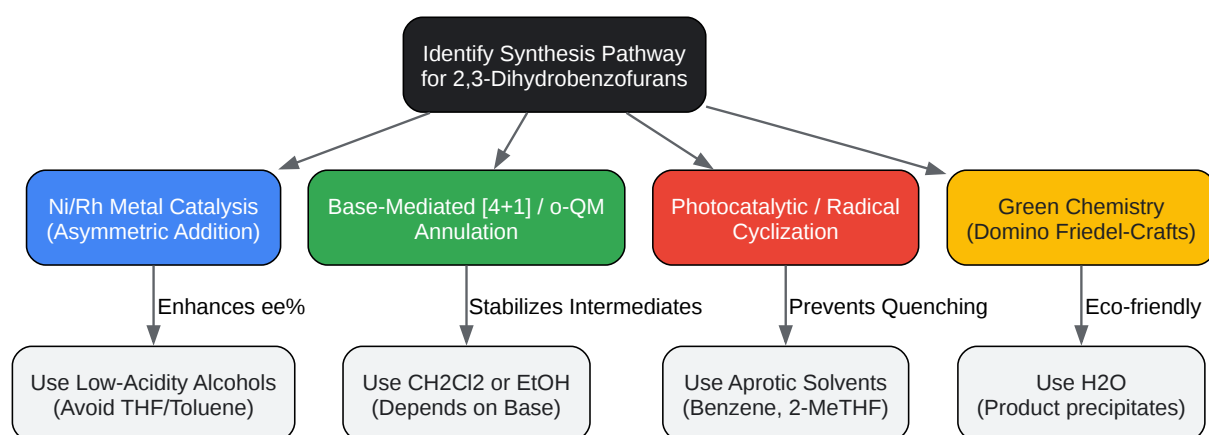 Identify Synthesis Pathway
for 2,3-Dihydrobenzofurans
Ni/Rh Metal Catalysis
(Asymmetric Addition)
Base-Mediated [4+1] / o-QM
Annulation
Photocatalytic / Radical
Cyclization
Green Chemistry
(Domino Friedel-Crafts)
Enhances ee%
Stabilizes Intermediates
Prevents Quenching
Eco-friendly
Use Low-Acidity Alcohols
(Avoid THF/Toluene)
Use CH2Cl2 or EtOH
(Depends on Base)
Use Aprotic Solvents
(Benzene, 2-MeTHF)
Use H2O
(Product precipitates)